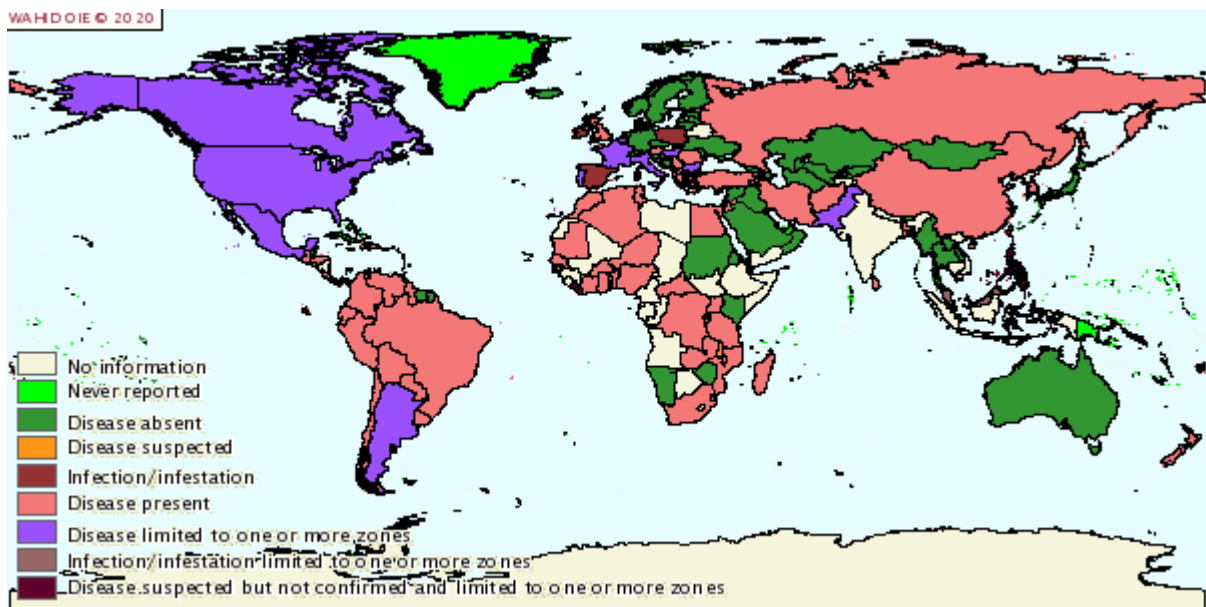 WAHIDOIE © 2020
No information
Never reported
Disease absent
Disease suspected
Infection/infestation
Disease present
Disease limited to one or more zones
Infection/infestation limited to one or more zones
Disease suspected but not confirmed and limited to one or more zones